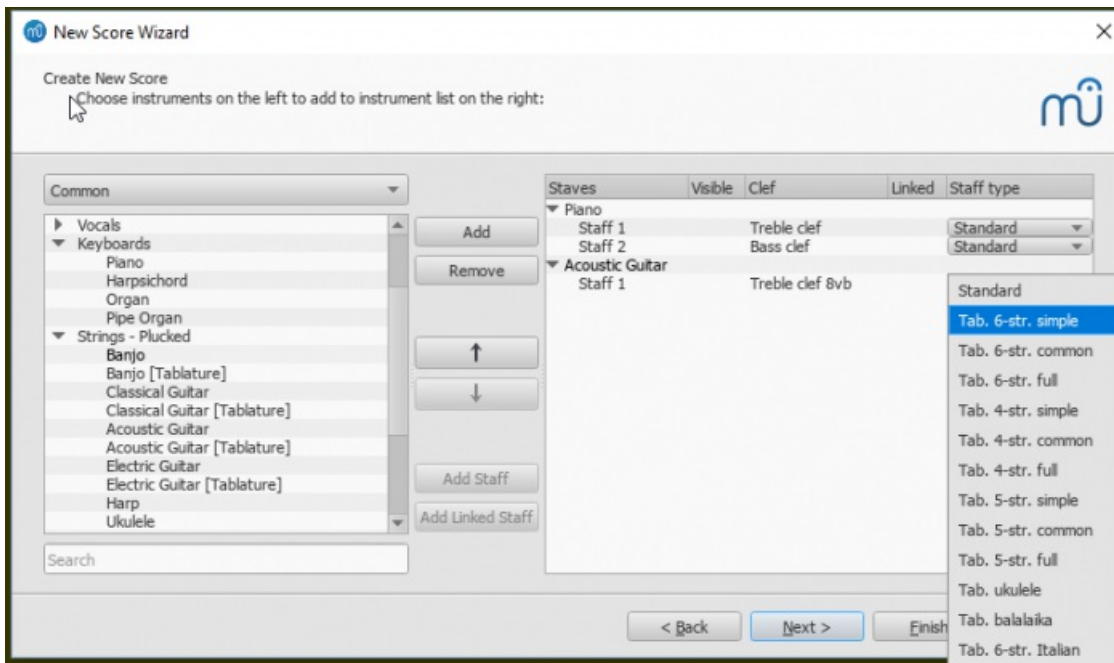 New Score Wizard
Create New Score
Choose instruments on the left to add to instrument list on the right:
Common
Vocals
Keyboards
Piano
Harpsichord
Organ
Pipe Organ
Strings - Plucked
Banjo
Banjo [Tablature]
Classical Guitar
Classical Guitar [Tablature]
Acoustic Guitar
Acoustic Guitar [Tablature]
Electric Guitar
Electric Guitar [Tablature]
Harp
Ukulele
Search
Add
Remove
Add Staff
Add Linked Staff
Staves Visible Clef Linked Staff type
Piano
Staff 1 Treble clef Standard
Staff 2 Bass clef Standard
Acoustic Guitar
Staff 1 Treble clef 8vb
Standard
Tab. 6-str. simple
Tab. 6-str. common
Tab. 6-str. full
Tab. 4-str. simple
Tab. 4-str. common
Tab. 4-str. full
Tab. 5-str. simple
Tab. 5-str. common
Tab. 5-str. full
Tab. ukulele
Tab. balalaika
Tab. 6-str. Italian
< Back Next > Finish